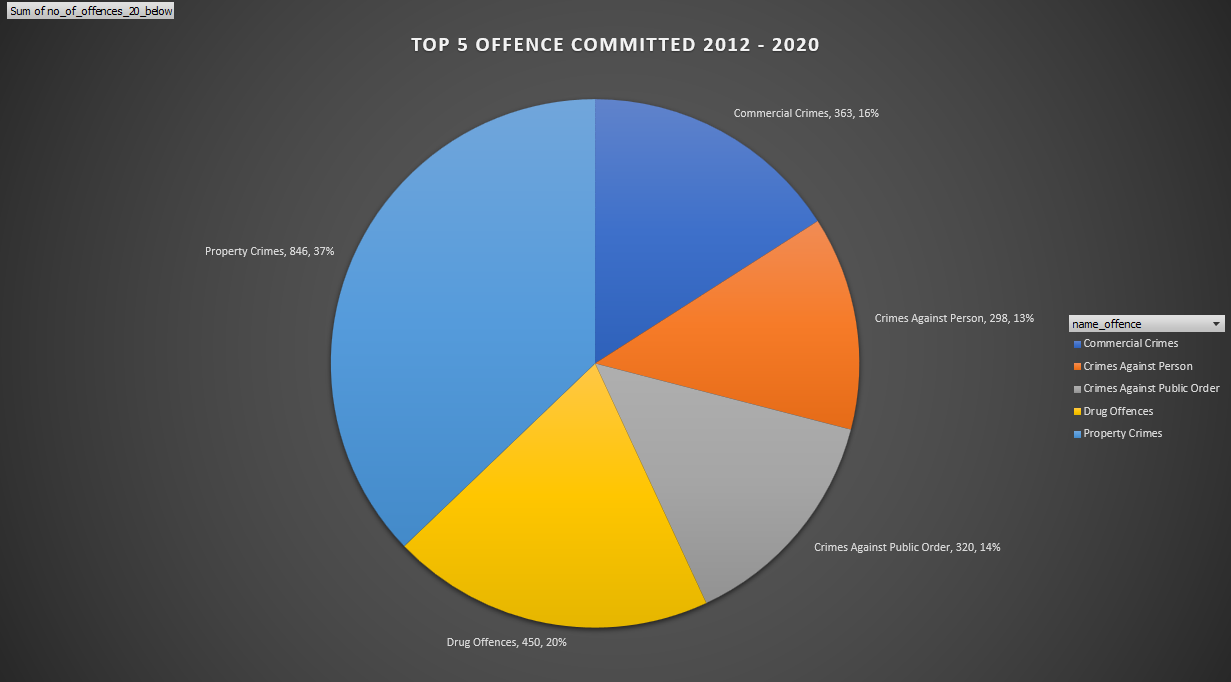 Sum of no_of_offences_20_below
TOP 5 OFFENCE COMMITTED 2012 - 2020
Commercial Crimes, 363, 16%
Property Crimes, 846, 37%
Crimes Against Person, 298, 13%
Crimes Against Public Order, 320, 14%
Drug Offences, 450, 20%
name_offence
Commercial Crimes
Crimes Against Person
Crimes Against Public Order
Drug Offences
Property Crimes